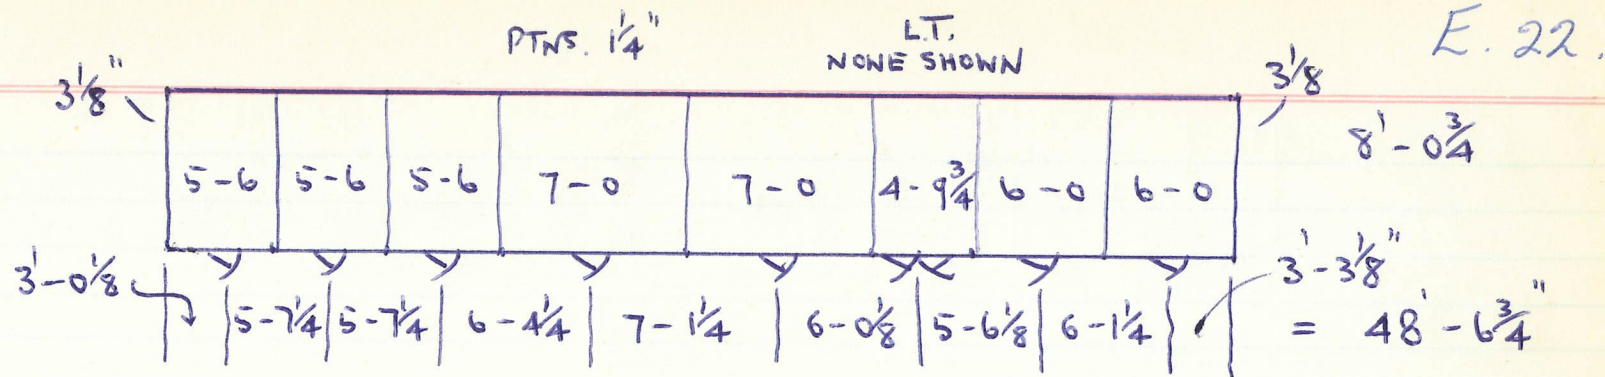 PTNS. 1¼" L.T. E. 22.
NONE SHOWN
3⅛" 3⅛
8' - 0¾
5-6 5-6 5-6 7-0 7-0 4-9¾ 6-0 6-0
3'-0⅛ 3'-3⅛"
5-7¼ 5-7¼ 6-4¼ 7-1¼ 6-0⅛ 5-6⅛ 6-1¼ = 48' - 6¾"